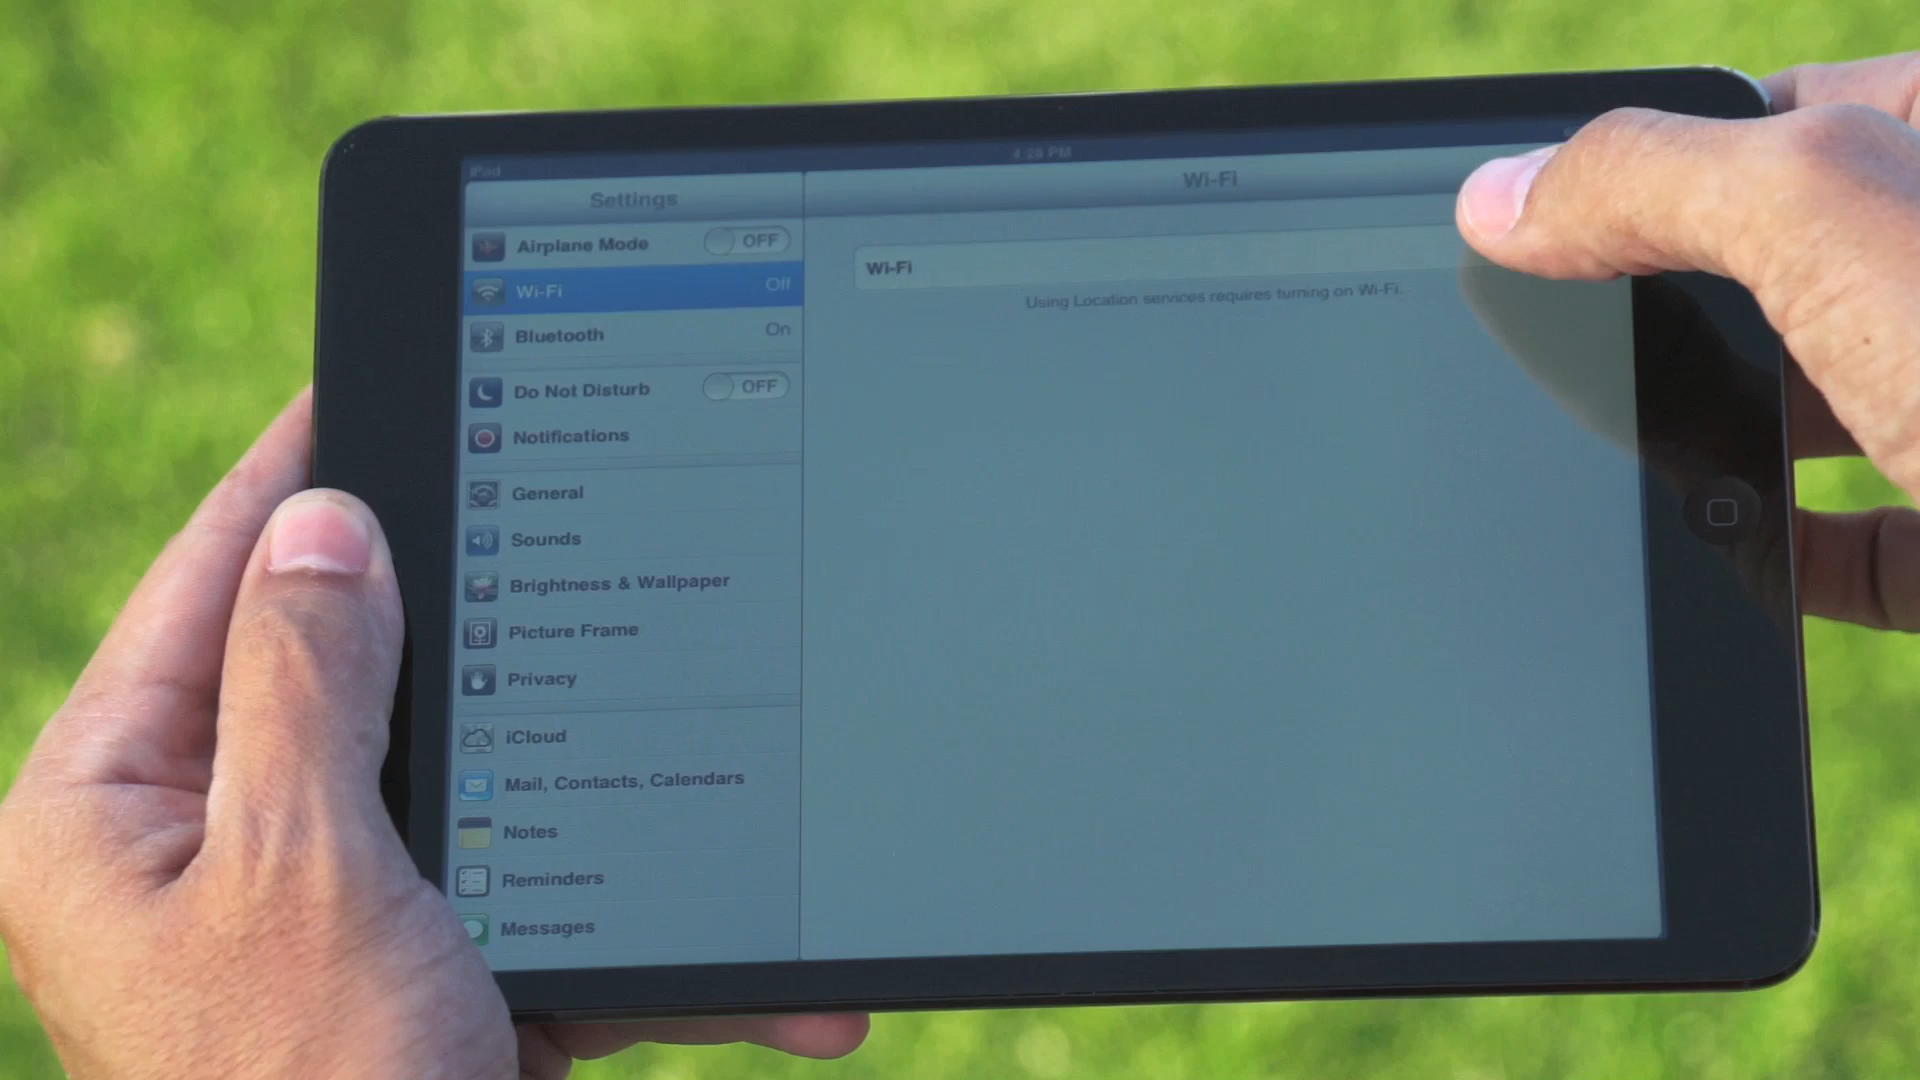 iPad
4:26 PM
Settings
Wi-Fi
Airplane Mode OFF
Wi-Fi Off
Bluetooth On
Do Not Disturb OFF
Notifications
General
Sounds
Brightness & Wallpaper
Picture Frame
Privacy
iCloud
Mail, Contacts, Calendars
Notes
Reminders
Messages
Wi-Fi
Using Location services requires turning on Wi-Fi.